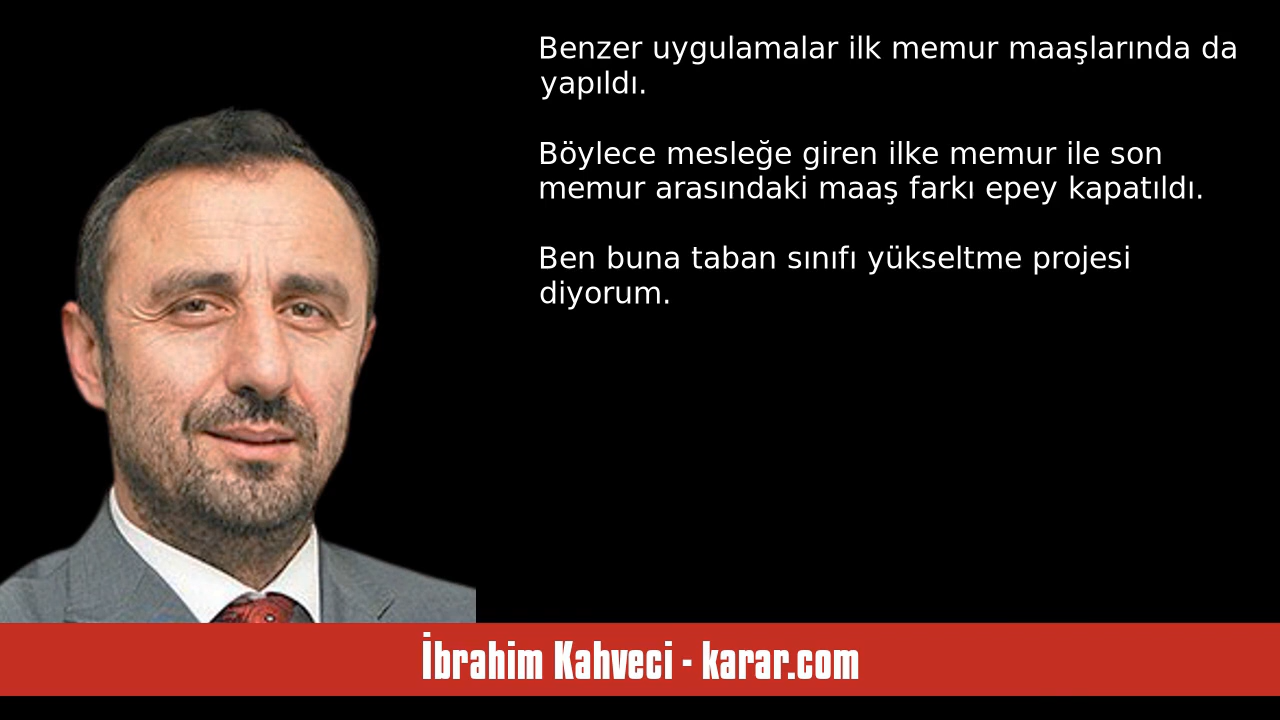 Benzer uygulamalar ilk memur maaşlarında da
yapıldı.
Böylece mesleğe giren ilke memur ile son
memur arasındaki maaş farkı epey kapatıldı.
Ben buna taban sınıfı yükseltme projesi
diyorum.
İbrahim Kahveci - karar.com